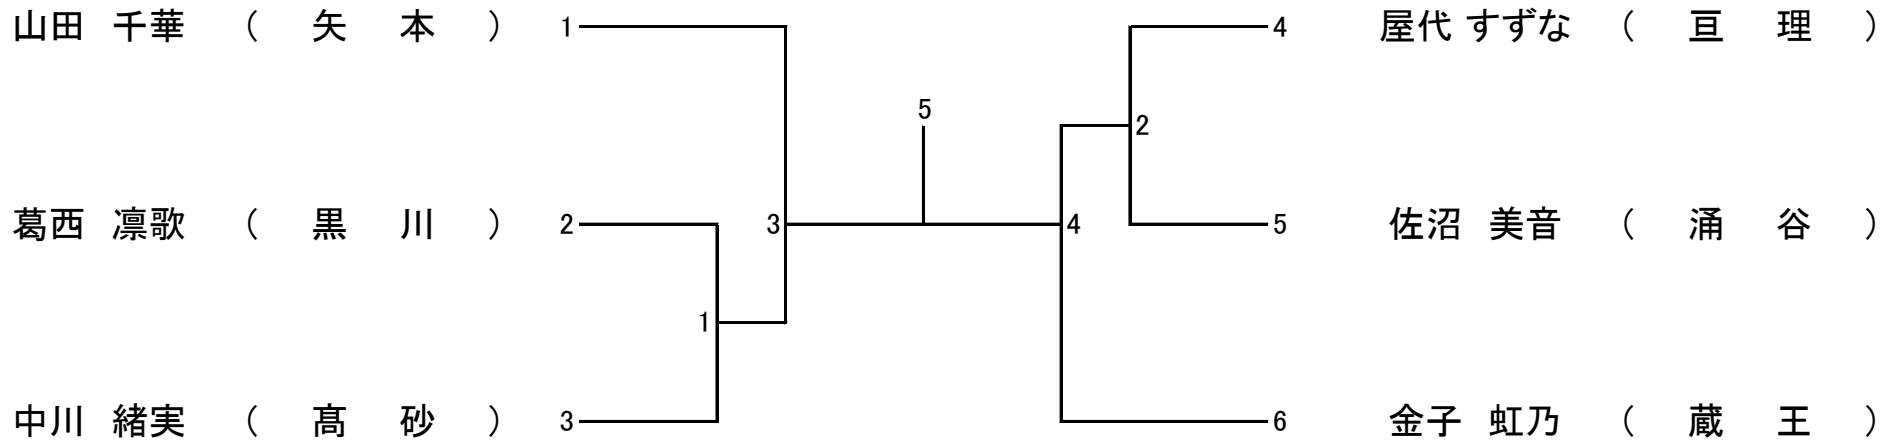 山田 千華 （ 矢 本 ） 1 4 屋代 すずな （ 亘 理 ）
5
2
葛西 凛歌 （ 黒 川 ） 2 3 4 5 佐沼 美音 （ 涌 谷 ）
1
中川 緒実 （ 髙 砂 ） 3 6 金子 虹乃 （ 蔵 王 ）